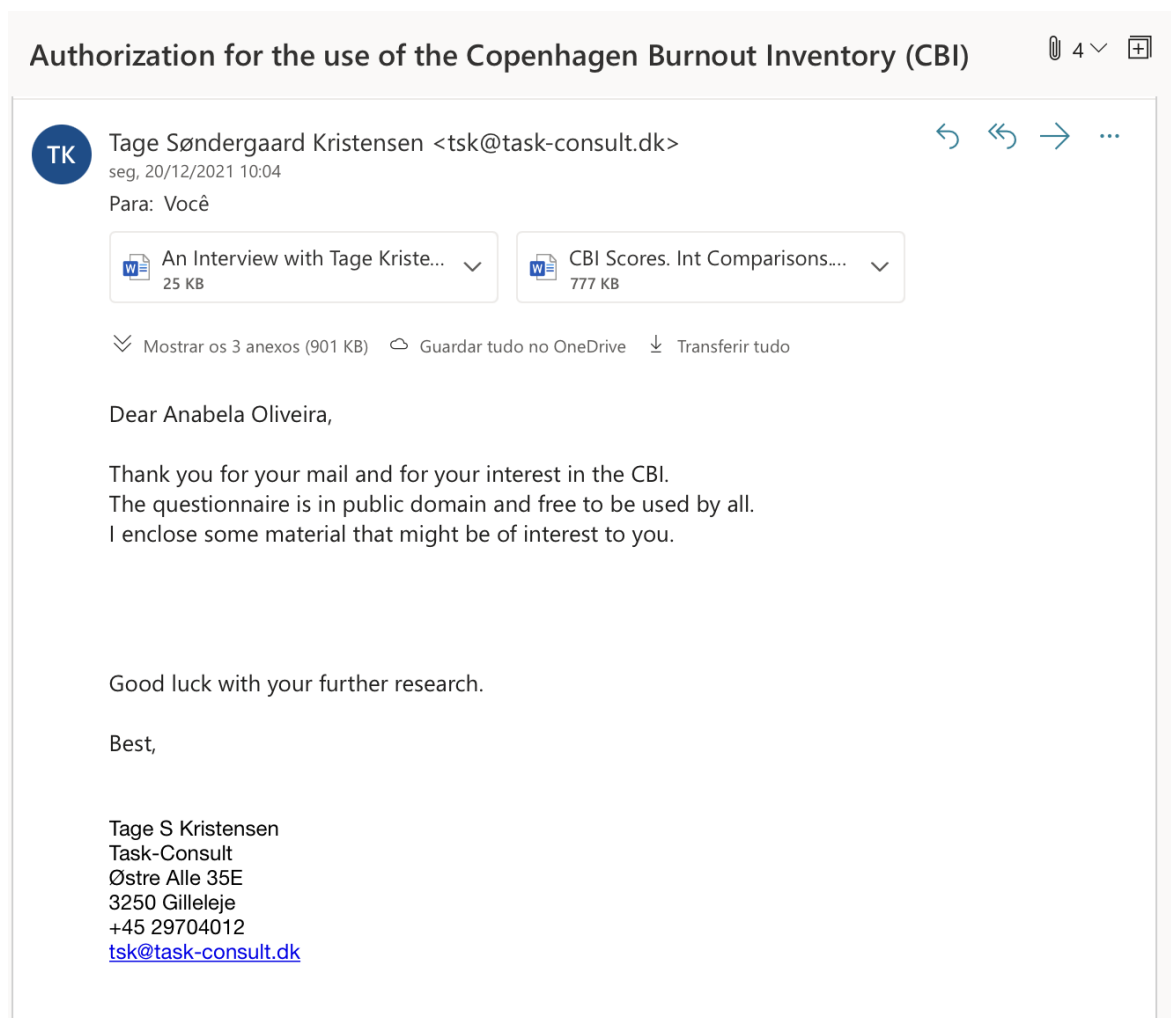 Authorization for the use of the Copenhagen Burnout Inventory (CBI)
4
TK
Tage Søndergaard Kristensen <tsk@task-consult.dk>
seg, 20/12/2021 10:04
Para: Você
An Interview with Tage Kriste...
25 KB
CBI Scores. Int Comparisons....
777 KB
Mostrar os 3 anexos (901 KB) Guardar tudo no OneDrive Transferir tudo
Dear Anabela Oliveira,
Thank you for your mail and for your interest in the CBI.
The questionnaire is in public domain and free to be used by all.
I enclose some material that might be of interest to you.
Good luck with your further research.
Best,
Tage S Kristensen
Task-Consult
Østre Alle 35E
3250 Gilleleje
+45 29704012
tsk@task-consult.dk